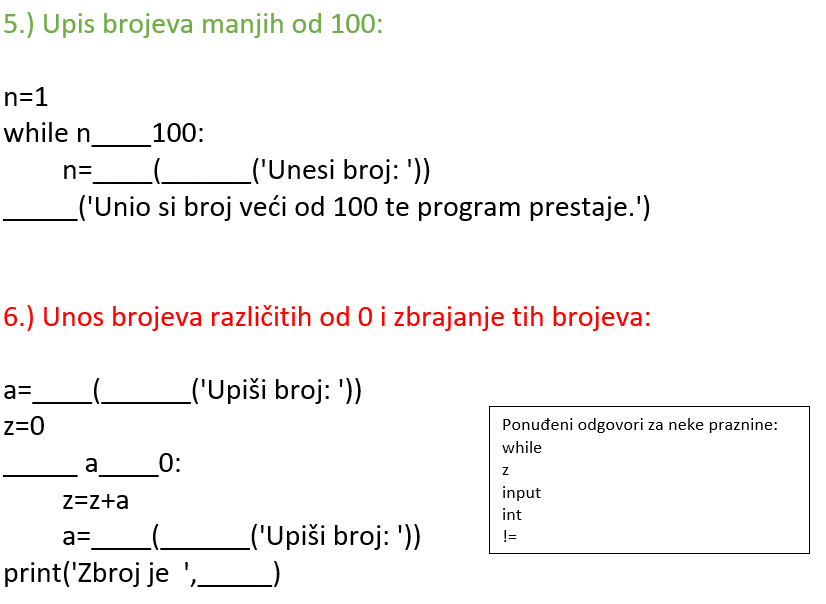 5.) Upis brojeva manjih od 100:
n=1
while n____100:
n=____(______('Unesi broj: '))
_____('Unio si broj veći od 100 te program prestaje.')
6.) Unos brojeva različitih od 0 i zbrajanje tih brojeva:
a=____(______('Upiši broj: '))
z=0
_____ a____0:
z=z+a
a=____(______('Upiši broj: '))
print('Zbroj je  ',_____)
Ponuđeni odgovori za neke praznine:
while
z
input
int
!=